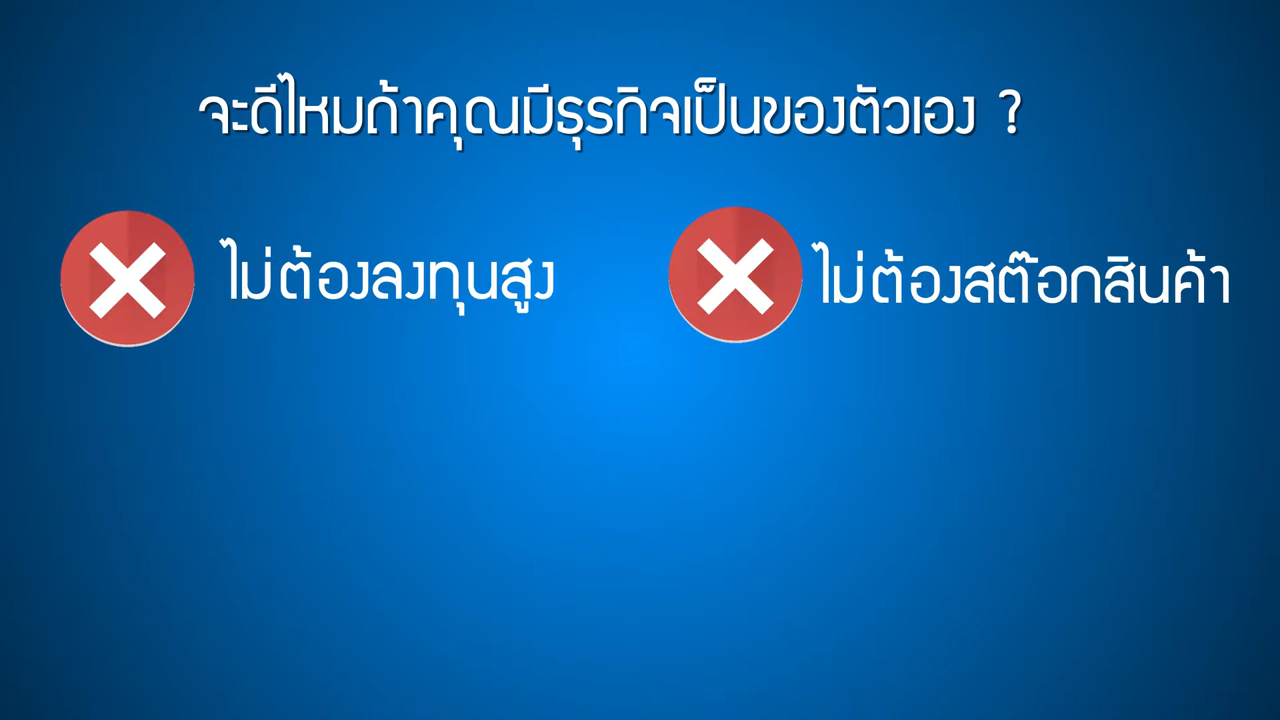 จะดีไหมถ้าคุณมีธุรกิจเป็นของตัวเอง ?
ไม่ต้องลงทุนสูง
ไม่ต้องสต๊อกสินค้า